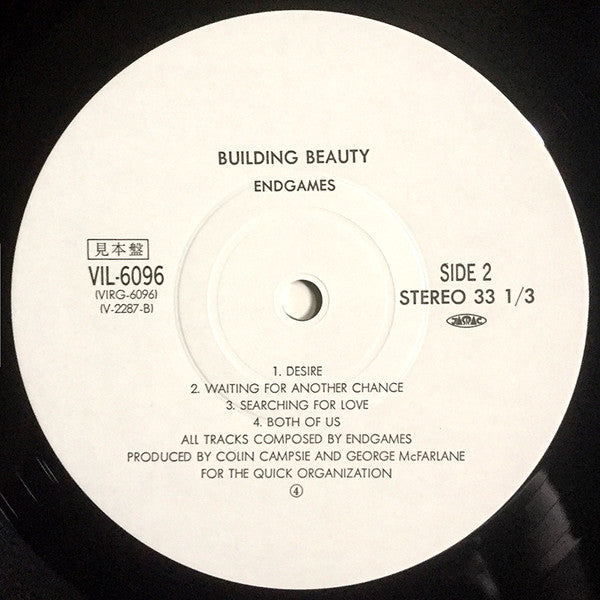 BUILDING BEAUTY
ENDGAMES
見本盤
VIL-6096
(VIRG-6096)
(V-2287-B)
SIDE 2
STEREO 33 1/3
JASRAC
1. DESIRE
2. WAITING FOR ANOTHER CHANCE
3. SEARCHING FOR LOVE
4. BOTH OF US
ALL TRACKS COMPOSED BY ENDGAMES
PRODUCED BY COLIN CAMPSIE AND GEORGE McFARLANE
FOR THE QUICK ORGANIZATION
④